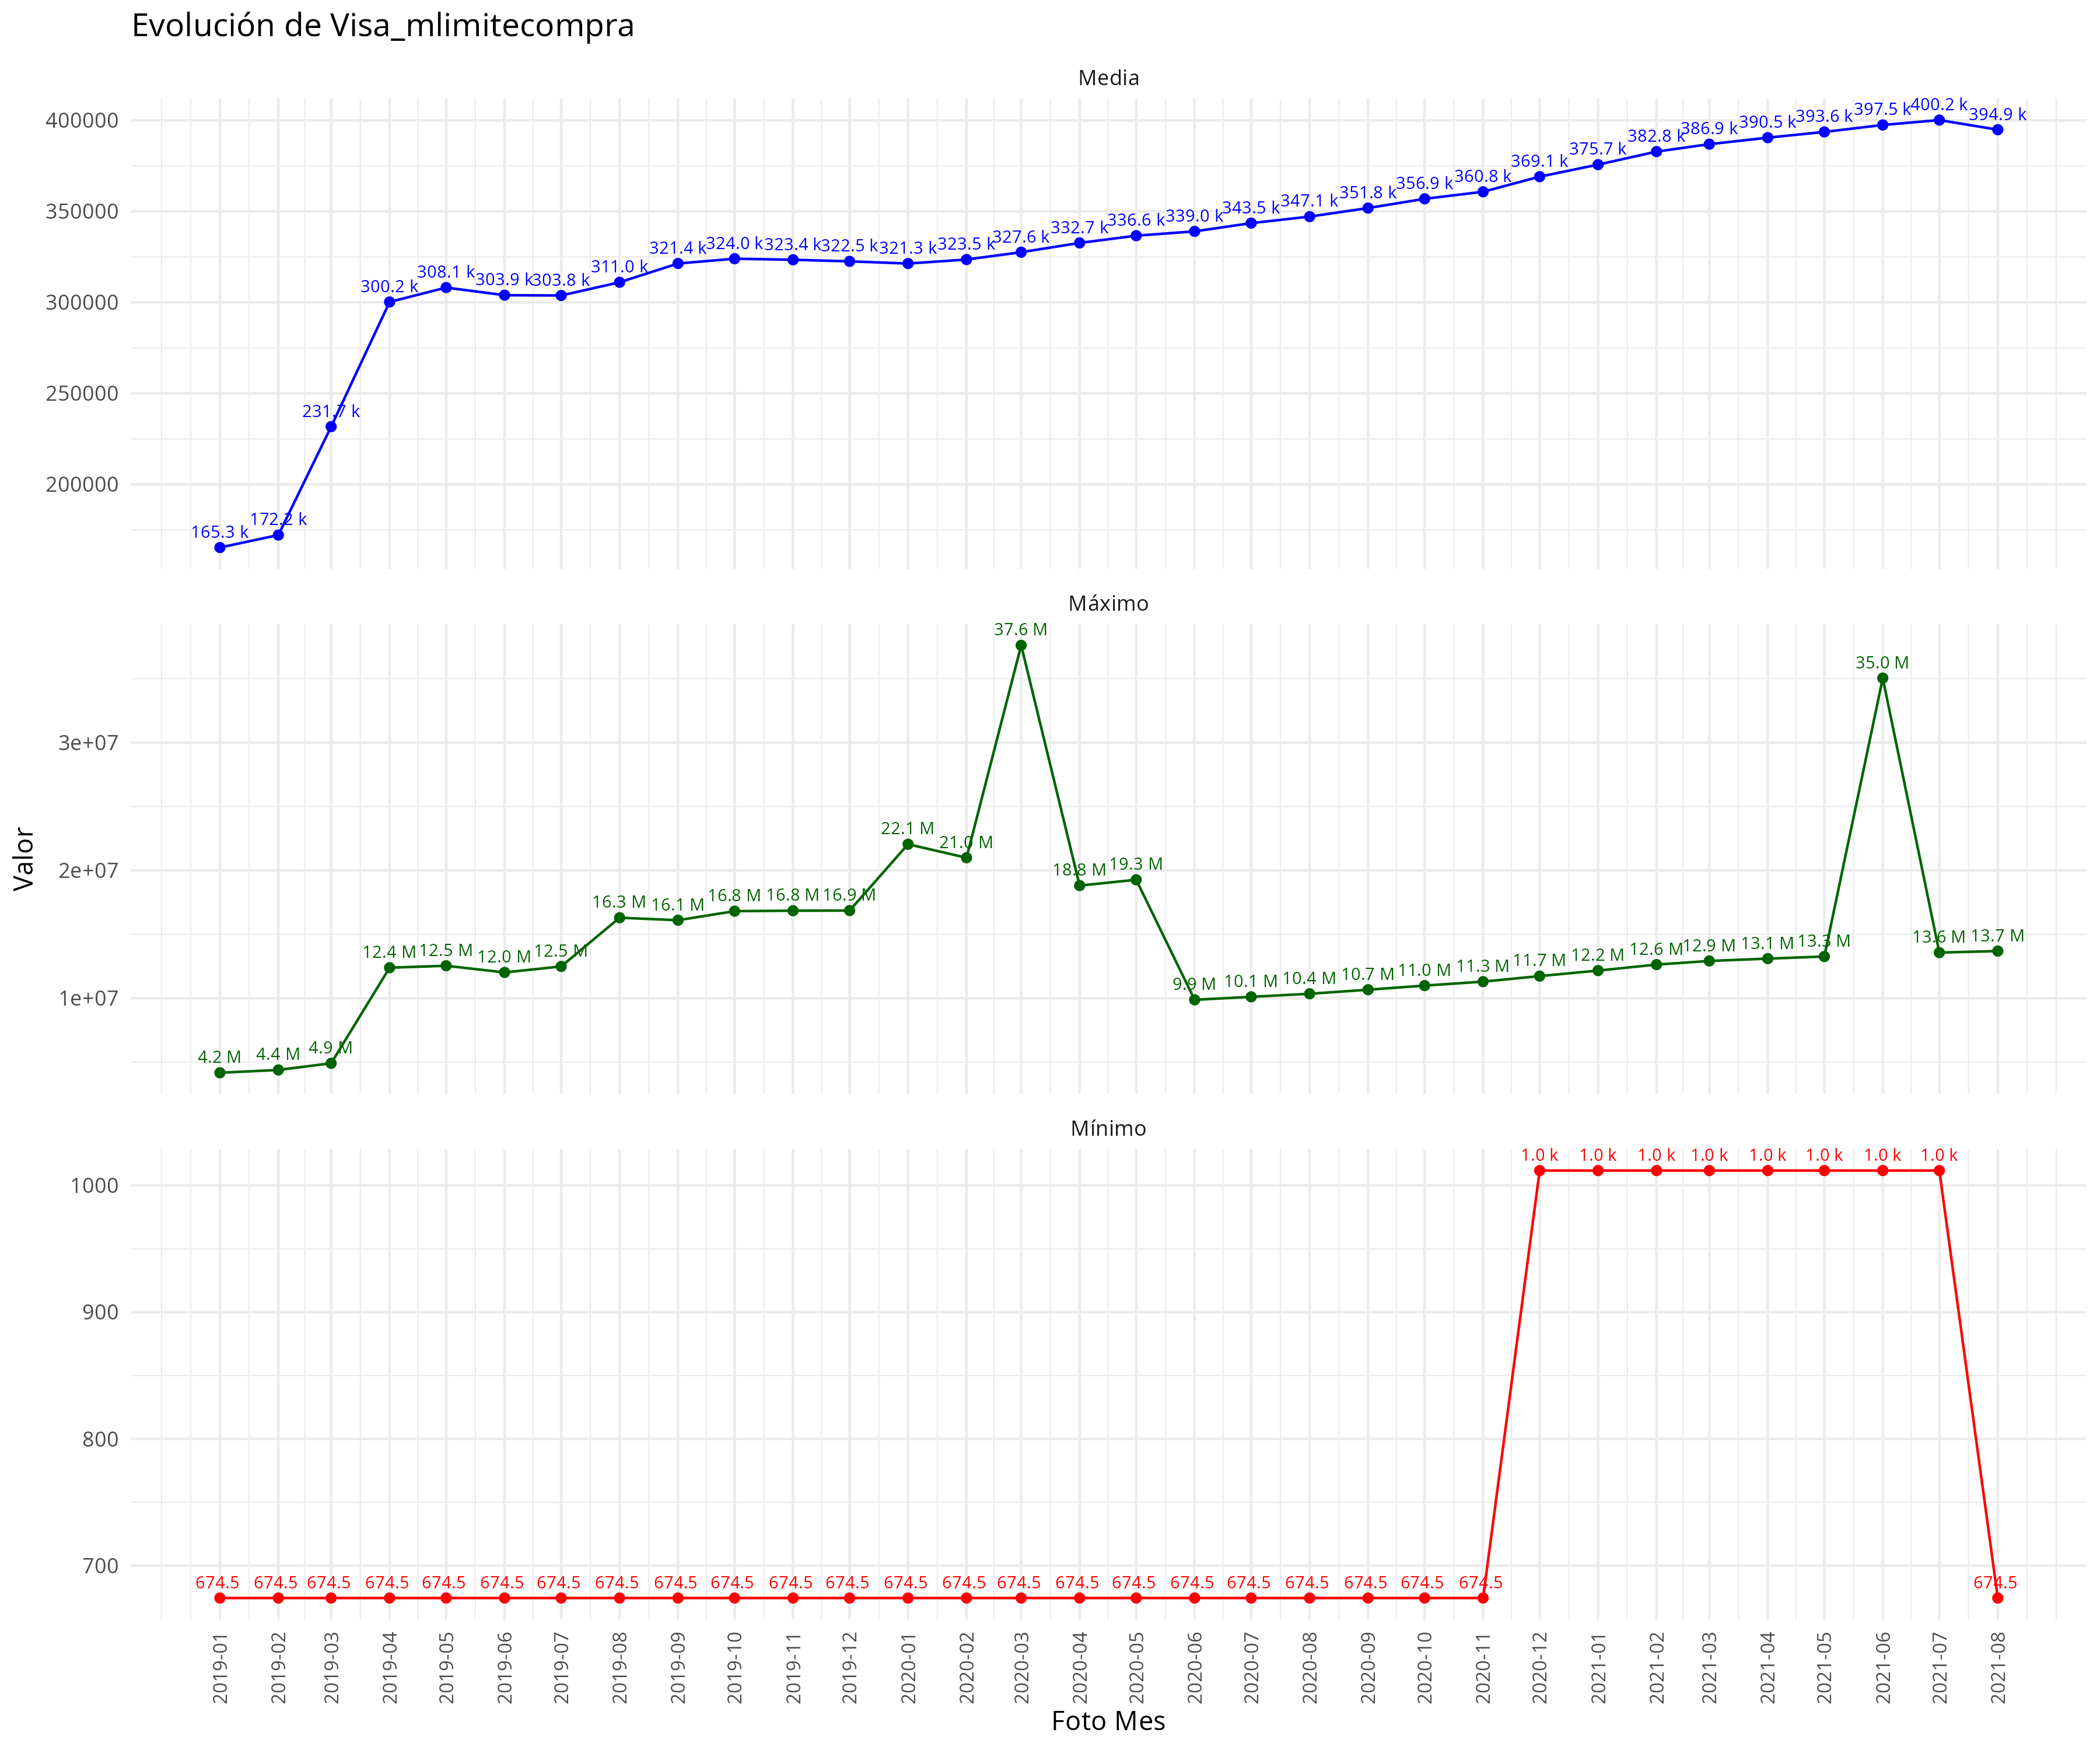 Evolución de Visa_mlimitecompra
Media
400000
350000
300000
250000
200000
165.3 k 172.2 k 231.7 k 300.2 k 308.1 k 303.9 k 303.8 k 311.0 k 321.4 k 324.0 k 323.4 k 322.5 k 321.3 k 323.5 k 327.6 k 332.7 k 336.6 k 339.0 k 343.5 k 347.1 k 351.8 k 356.9 k 360.8 k 369.1 k 375.7 k 382.8 k 386.9 k 390.5 k 393.6 k 397.5 k 400.2 k 394.9 k
Máximo
3e+07
2e+07
1e+07
4.2 M 4.4 M 4.9 M 12.4 M 12.5 M 12.0 M 12.5 M 16.3 M 16.1 M 16.8 M 16.8 M 16.9 M 22.1 M 21.0 M 37.6 M 18.8 M 19.3 M 9.9 M 10.1 M 10.4 M 10.7 M 11.0 M 11.3 M 11.7 M 12.2 M 12.6 M 12.9 M 13.1 M 13.3 M 35.0 M 13.6 M 13.7 M
Valor
Mínimo
1000
900
800
700
674.5 674.5 674.5 674.5 674.5 674.5 674.5 674.5 674.5 674.5 674.5 674.5 674.5 674.5 674.5 674.5 674.5 674.5 674.5 674.5 674.5 674.5 674.5 1.0 k 1.0 k 1.0 k 1.0 k 1.0 k 1.0 k 1.0 k 1.0 k 674.5
2019-01 2019-02 2019-03 2019-04 2019-05 2019-06 2019-07 2019-08 2019-09 2019-10 2019-11 2019-12 2020-01 2020-02 2020-03 2020-04 2020-05 2020-06 2020-07 2020-08 2020-09 2020-10 2020-11 2020-12 2021-01 2021-02 2021-03 2021-04 2021-05 2021-06 2021-07 2021-08
Foto Mes